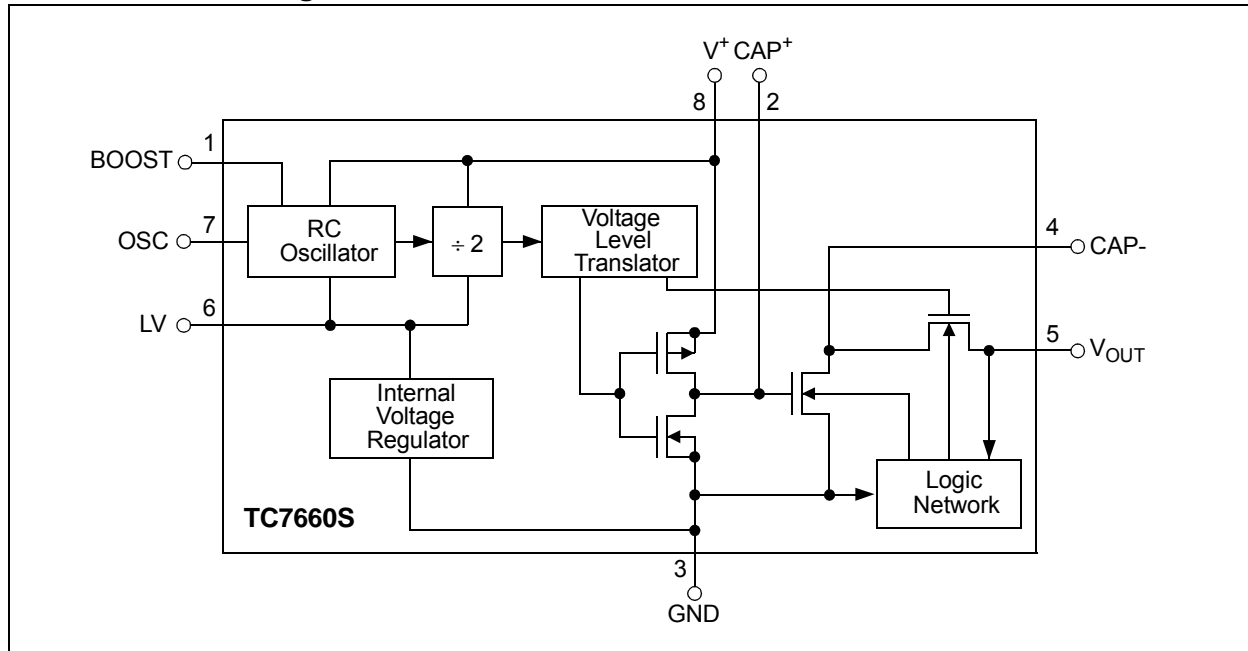 V+ CAP+
8 2
BOOST 1
OSC 7
RC
Oscillator
÷ 2
Voltage
Level
Translator
4 CAP-
LV 6
5 VOUT
Internal
Voltage
Regulator
Logic
Network
TC7660S
3
GND